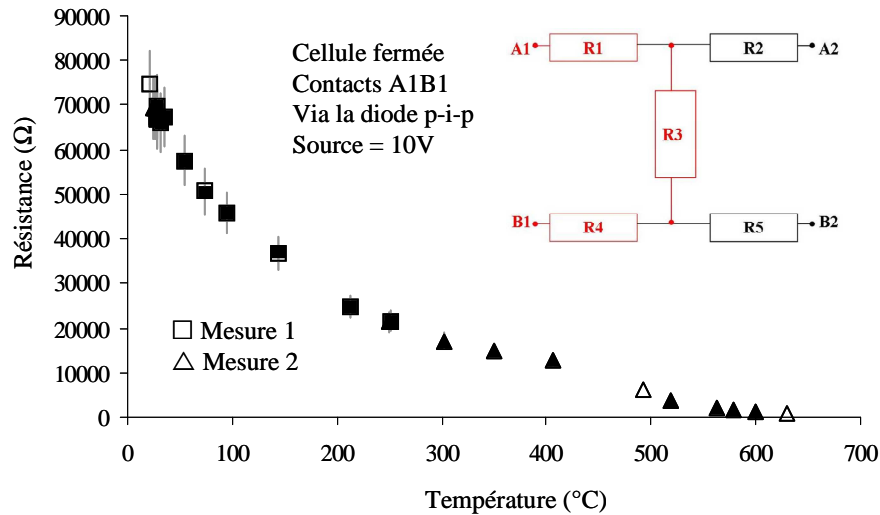 Cellule fermée
Contacts A1B1
Via la diode p-i-p
Source = 10V
A1 R1 R2 A2
R3
B1 R4 R5 B2
Résistance (Ω)
90000
80000
70000
60000
50000
40000
30000
20000
10000
0
Mesure 1
Mesure 2
0 100 200 300 400 500 600 700
Température (°C)